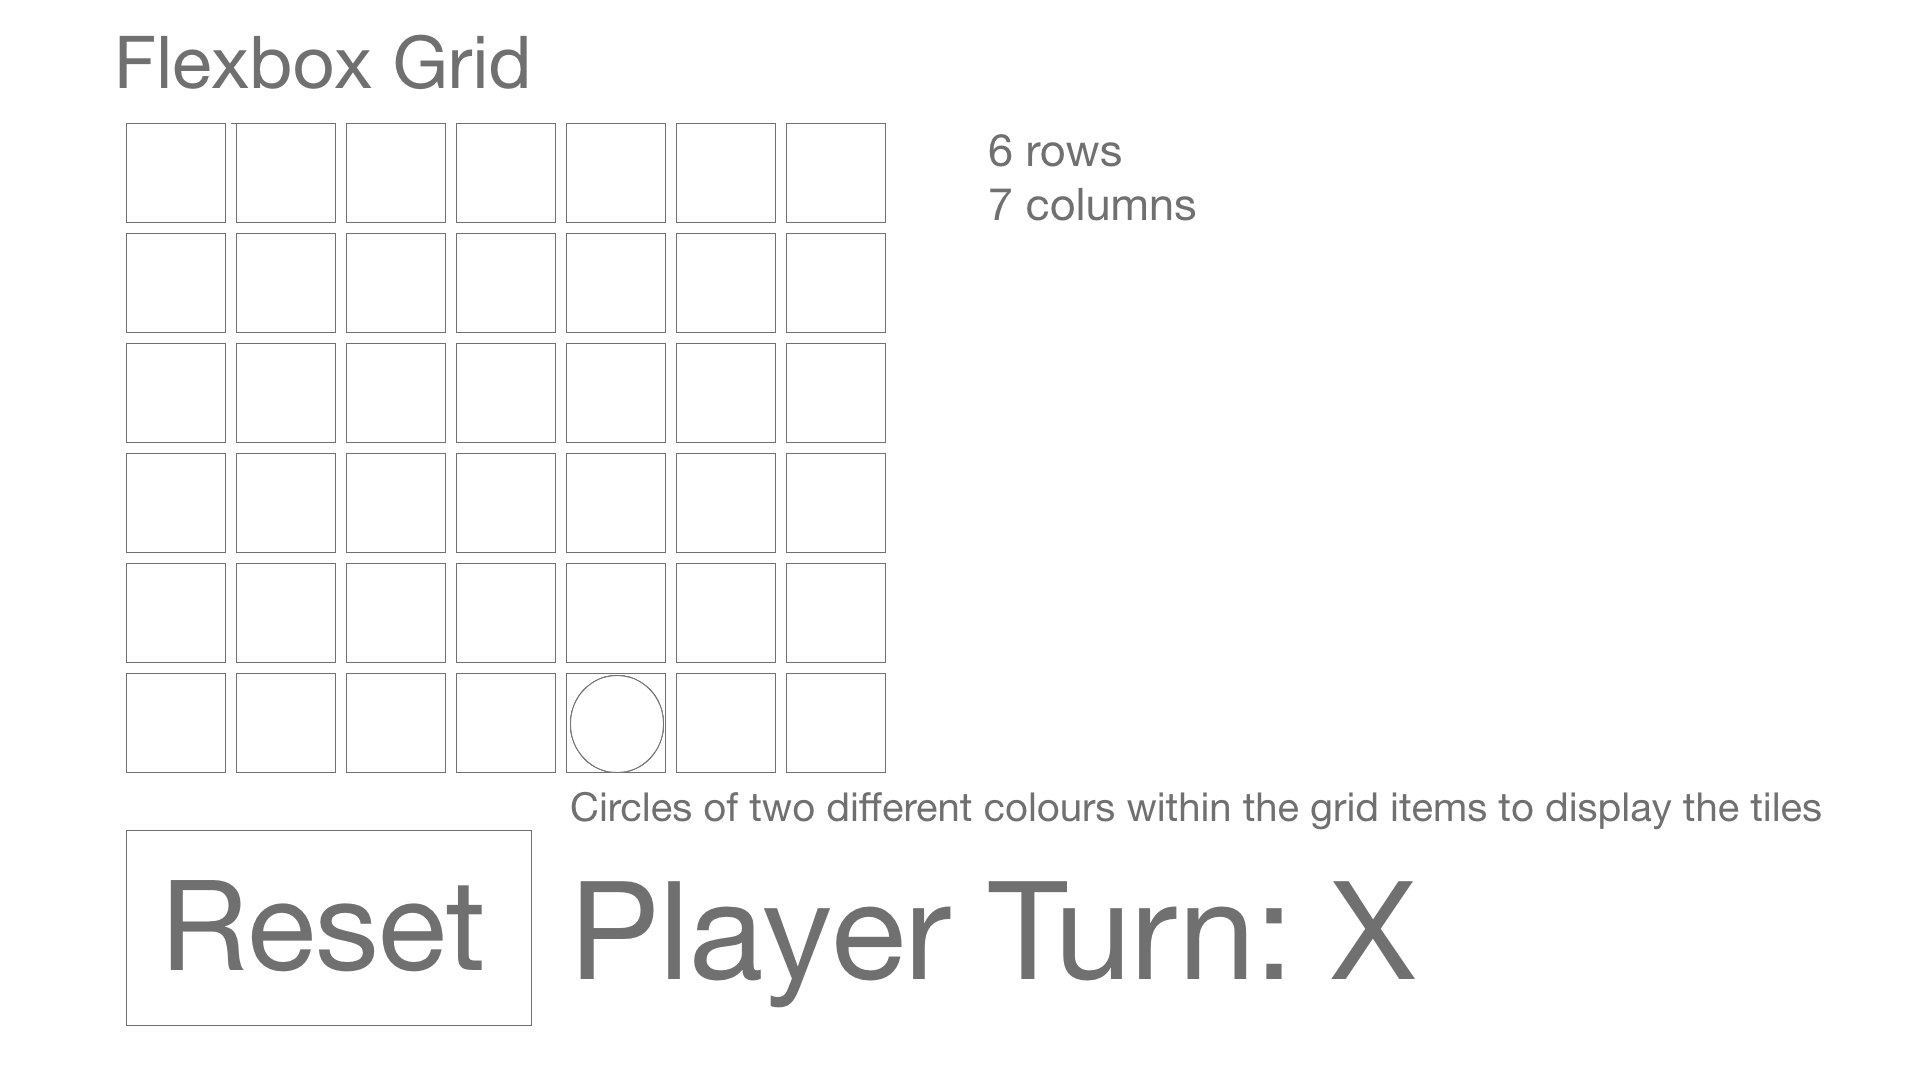 Flexbox Grid
6 rows
7 columns
Circles of two different colours within the grid items to display the tiles
Reset
Player Turn: X